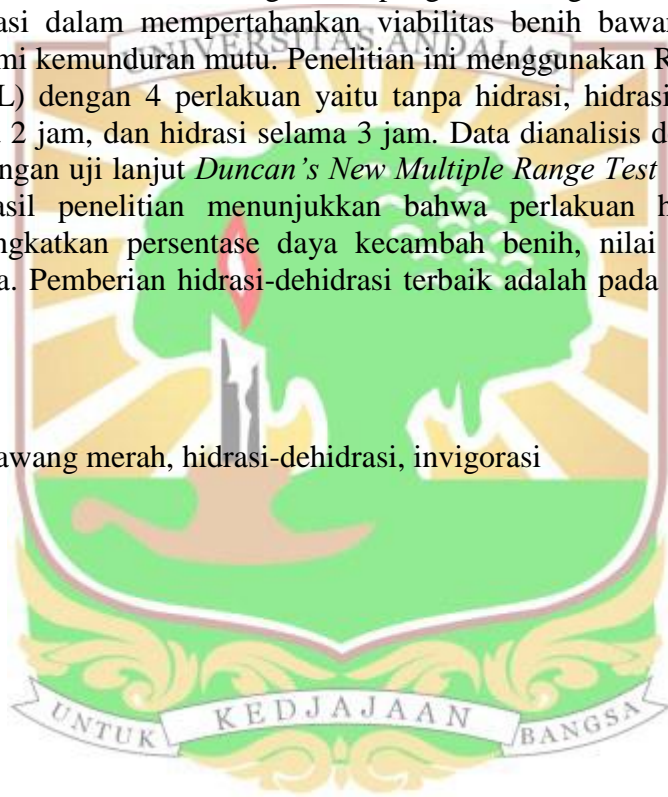 asi dalam mempertahankan viabilitas benih bawa
mi kemunduran mutu. Penelitian ini menggunakan R
L) dengan 4 perlakuan yaitu tanpa hidrasi, hidrasi
2 jam, dan hidrasi selama 3 jam. Data dianalisis d
ngan uji lanjut Duncan's New Multiple Range Test
asil penelitian menunjukkan bahwa perlakuan h
ngkatkan persentase daya kecambah benih, nilai
a. Pemberian hidrasi-dehidrasi terbaik adalah pada
awang merah, hidrasi-dehidrasi, invigorasi
UNIVERSITAS ANDALAS
UNTUK KEDJAJAAN BANGSA